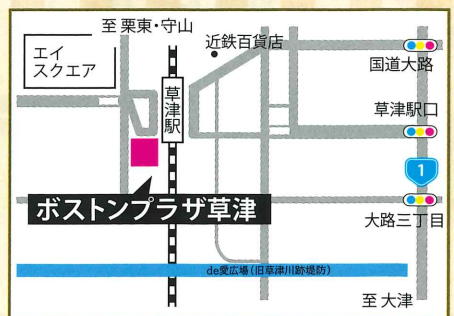 至 栗東・守山
近鉄百貨店
エイ
スクエア
国道大路
草津駅
草津駅口
1
ボストンプラザ草津
大路三丁目
de愛広場（旧草津川跡堤防）
至 大津